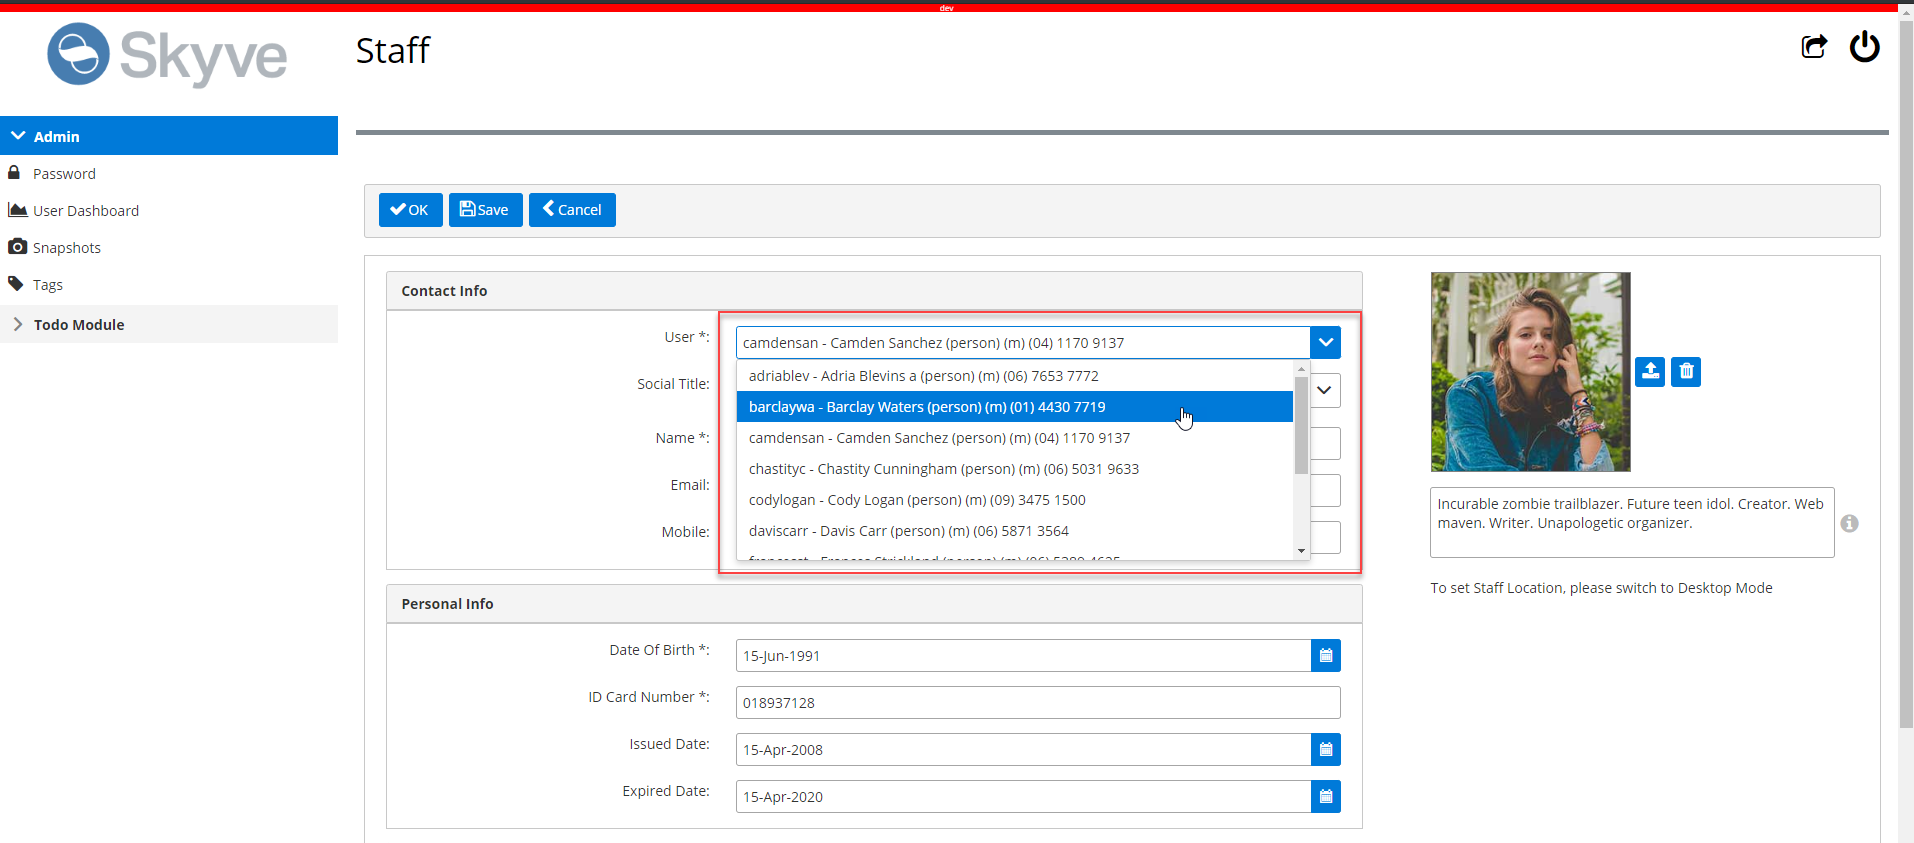 dev
Skyve
Staff
Admin
Password
User Dashboard
Snapshots
Tags
Todo Module
OK
Save
Cancel
Contact Info
User *:
camdensan - Camden Sanchez (person) (m) (04) 1170 9137
adriablev - Adria Blevins a (person) (m) (06) 7653 7772
Social Title:
barclaywa - Barclay Waters (person) (m) (01) 4430 7719
Name *:
camdensan - Camden Sanchez (person) (m) (04) 1170 9137
chastityc - Chastity Cunningham (person) (m) (06) 5031 9633
Email:
codylogan - Cody Logan (person) (m) (09) 3475 1500
Mobile:
daviscarr - Davis Carr (person) (m) (06) 5871 3564
Incurable zombie trailblazer. Future teen idol. Creator. Web
maven. Writer. Unapologetic organizer.
To set Staff Location, please switch to Desktop Mode
Personal Info
Date Of Birth *:
15-Jun-1991
ID Card Number *:
018937128
Issued Date:
15-Apr-2008
Expired Date:
15-Apr-2020